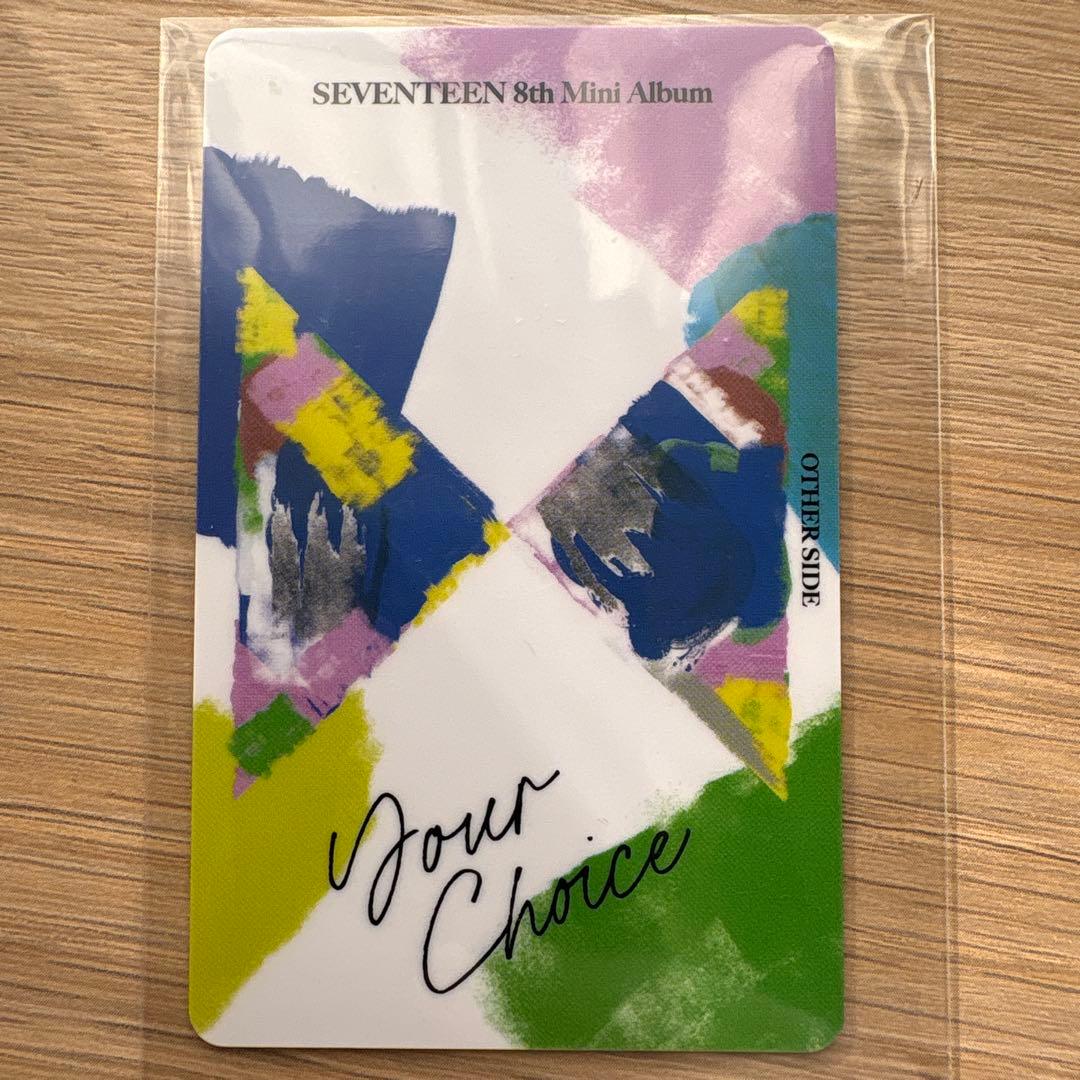 SEVENTEEN 8th Mini Album
OTHER SIDE
Your
Choice